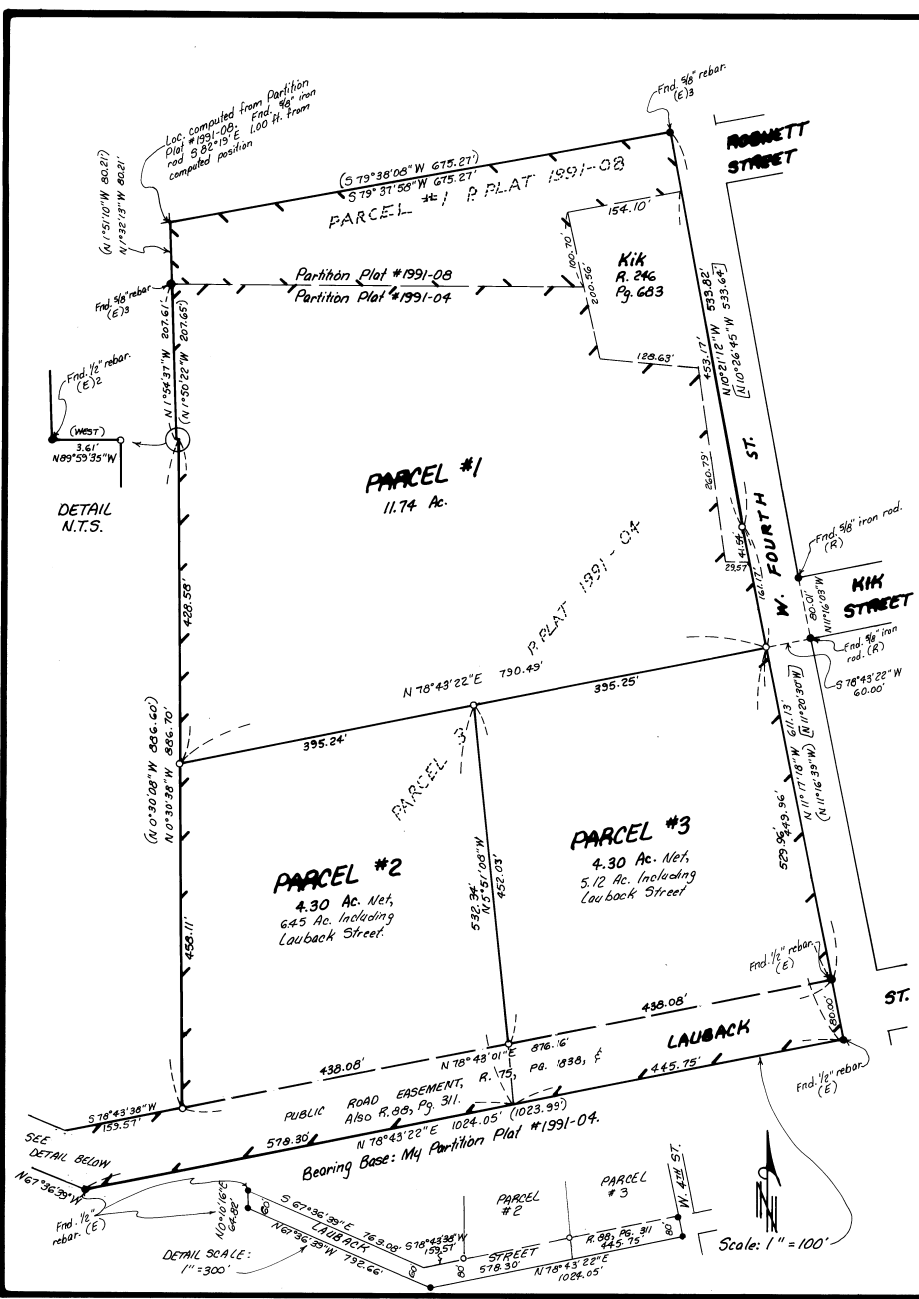 Fnd. 5/8" rebar.
(E)3
ROBNETT
STREET
Loc. computed from Partition
Plat #1991-08. Fnd. 5/8" iron
rod S 82°19'E 1.00 ft. from
computed position
(S 79°38'08"W 675.27')
S 79°37'58"W 675.27'
PARCEL #1 P. PLAT 1991-08
(N 1°51'10"W 80.21')
N 1°32'13"W 80.21'
154.10'
100.70'
200.56'
Kik
R. 246
Pg. 683
128.63'
Partition Plat #1991-08
Partition Plat #1991-04
Fnd. 5/8" rebar
(E)3
N 1°54'37"W 207.61'
(N 1°50'22"W 207.65')
453.17'
N10°21'12"W 533.82'
[N10°26'45"W 533.64']
Fnd. 1/2" rebar.
(E)2
(WEST)
3.61'
N89°59'35"W
DETAIL
N.T.S.
PARCEL #1
11.74 Ac.
260.79'
29.57'
41.54'
161.17'
W. FOURTH ST.
Fnd. 5/8" iron rod.
(R)
KIK
STREET
80.01'
N11°16'03"W
Fnd. 5/8" iron
rod. (R)
S 78°43'22"W
60.00'
428.58'
P. PLAT 1991-04
PARCEL 3
N 78°43'22"E 790.49'
395.24'
395.25'
(N 0°30'08"W 886.60')
N 0°30'38"W 886.70'
458.11'
PARCEL #2
4.30 Ac. Net,
6.45 Ac. Including
Lauback Street.
532.34'
N 5°51'08"W
452.03'
PARCEL #3
4.30 Ac. Net,
5.12 Ac. Including
Lauback Street
529.96'
449.96'
N 11°17'18"W 611.13'
(N 11°16'39"W) [N 11°20'30"W]
Fnd. 1/2" rebar.
(E)
80.00'
ST.
438.08'
438.08'
N 78°43'01"E 876.16'
LAUBACK
PUBLIC ROAD EASEMENT, R. 75, PG. 1838, &
Also R. 88, Pg. 311.
445.75'
578.30'
N 78°43'22"E 1024.05' (1023.99')
Bearing Base: My Partition Plat #1991-04.
Fnd. 1/2" rebar
(E)
S 78°43'38"W
159.57'
SEE
DETAIL BELOW
N67°36'39"W
Fnd. 1/2"
rebar. (E)
N0°10'16"E
64.82'
60'
S 67°36'39"E 769.08'
LAUBACK
N67°36'39"W 792.66'
DETAIL SCALE:
1"=300'
S78°43'38"W
159.57'
60'
80'
PARCEL
#2
PARCEL
#3
W. 4TH ST.
STREET
R. 88, PG. 311
445.75'
80'
578.30'
N 78°43'22"E
1024.05'
Scale: 1"=100'